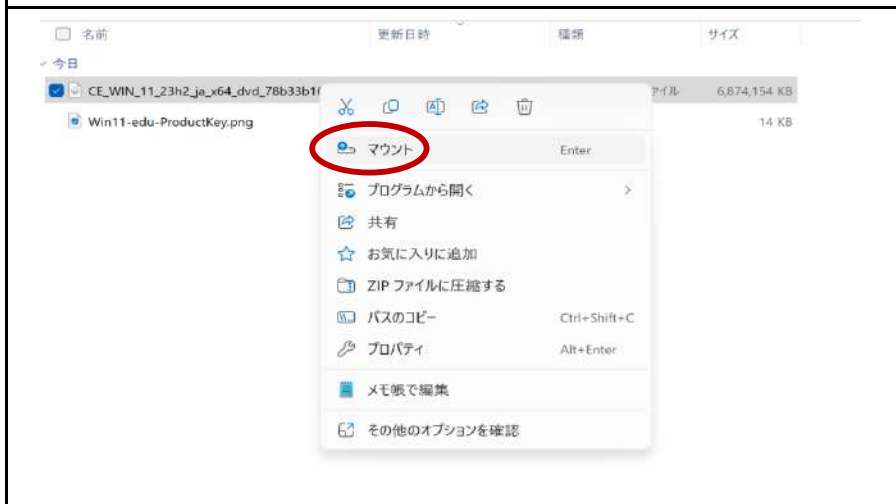 名前 更新日時 種類 サイズ
今日
CE_WIN_11_23h2_ja_x64_dvd_78b33b1 ァイル 6,874,154 KB
Win11-edu-ProductKey.png 14 KB
マウント Enter
プログラムから開く
共有
お気に入りに追加
ZIP ファイルに圧縮する
パスのコピー Ctrl+Shift+C
プロパティ Alt+Enter
メモ帳で編集
その他のオプションを確認